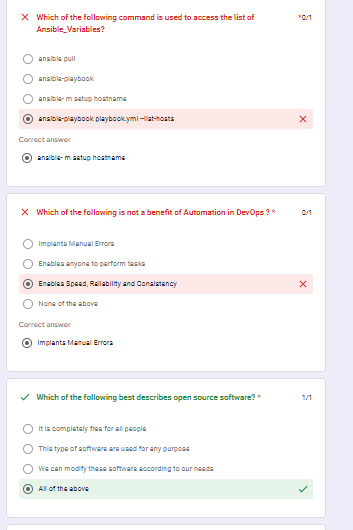 Which of the following command is used to access the list of
*0/1
Ansible_Variables?
ansible pull
ansible-playbook
ansible- m setup hostname
ansible-playbook playbook.yml –list-hosts
Correct answer
ansible- m setup hostname
Which of the following is not a benefit of Automation in DevOps ? *
0/1
Implants Manual Errors
Enables anyone to perform tasks
Enables Speed, Reliability and Consistency
None of the above
Correct answer
Implants Manual Errors
Which of the following best describes open source software? *
1/1
It is completely free for all people
This type of software are used for any purpose
We can modify these software according to our needs
All of the above